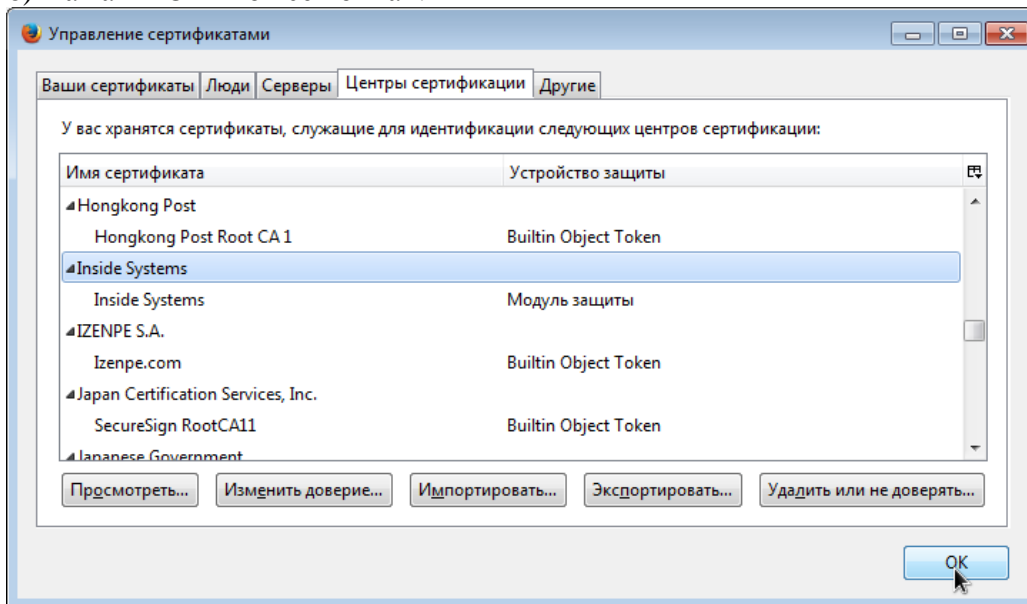 Управление сертификатами
Ваши сертификаты Люди Серверы Центры сертификации Другие
У вас хранятся сертификаты, служащие для идентификации следующих центров сертификации:
Имя сертификата Устройство защиты
Hongkong Post
Hongkong Post Root CA 1 Builtin Object Token
Inside Systems
Inside Systems Модуль защиты
IZENPE S.A.
Izenpe.com Builtin Object Token
Japan Certification Services, Inc.
SecureSign RootCA11 Builtin Object Token
Japanese Government
Просмотреть... Изменить доверие... Импортировать... Экспортировать... Удалить или не доверять...
ОК